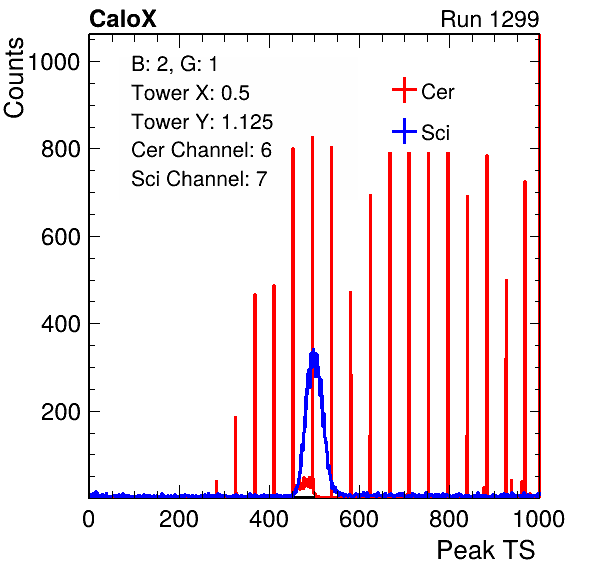 CaloX
Run 1299
Counts
B: 2, G: 1
Tower X: 0.5
Tower Y: 1.125
Cer Channel: 6
Sci Channel: 7
Cer
Sci
1000
800
600
400
200
0 200 400 600 800 1000
Peak TS